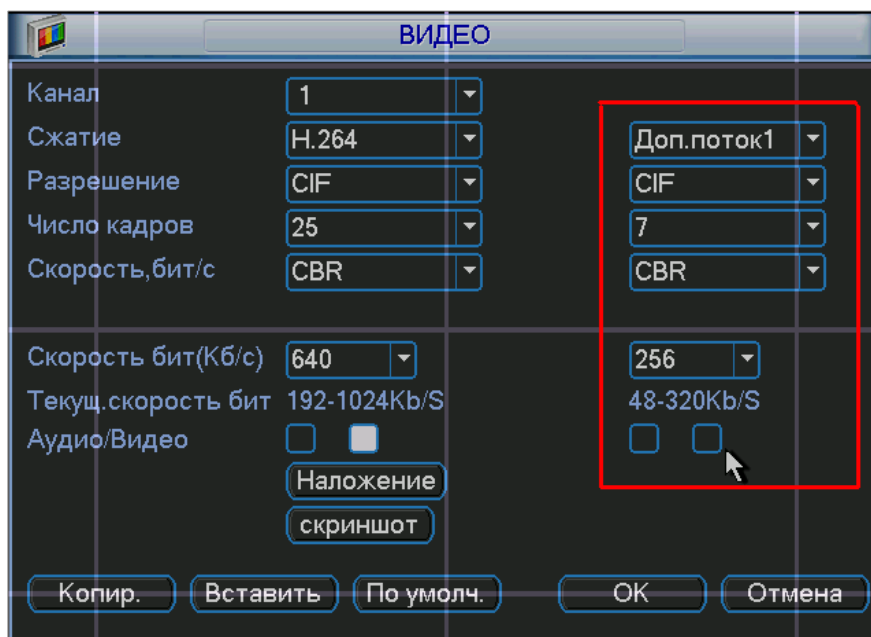 ВИДЕО
Канал 1
Сжатие H.264 Доп.поток1
Разрешение CIF CIF
Число кадров 25 7
Скорость,бит/с CBR CBR
Скорость бит(Кб/с) 640 256
Текущ.скорость бит 192-1024Kb/S 48-320Kb/S
Аудио/Видео
Наложение
скриншот
Копир. Вставить По умолч. OK Отмена